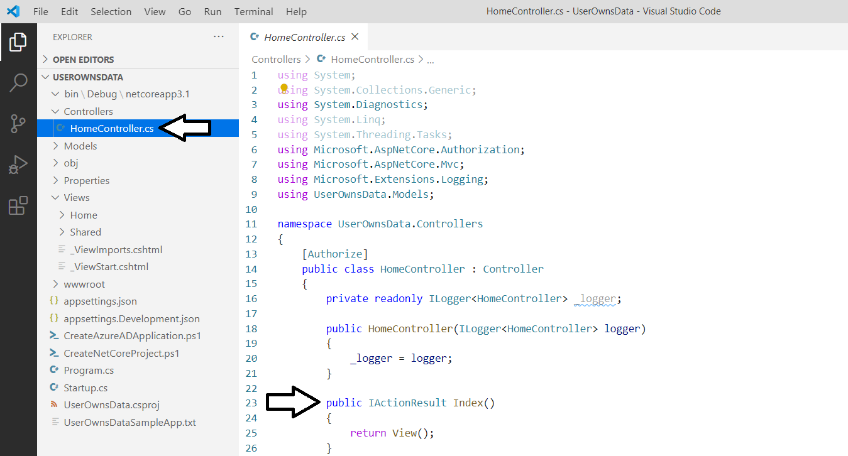 File Edit Selection View Go Run Terminal Help HomeController.cs - UserOwnsData - Visual Studio Code
EXPLORER ···
OPEN EDITORS
USEROWNSDATA
bin \ Debug \ netcoreapp3.1
Controllers
HomeController.cs
Models
obj
Properties
Views
Home
Shared
_ViewImports.cshtml
_ViewStart.cshtml
wwwroot
{} appsettings.json
{} appsettings.Development.json
CreateAzureADApplication.ps1
CreateNetCoreProject.ps1
Program.cs
Startup.cs
UserOwnsData.csproj
UserOwnsDataSampleApp.txt
HomeController.cs
Controllers > HomeController.cs > ...
1 using System;
2 using System.Collections.Generic;
3 using System.Diagnostics;
4 using System.Linq;
5 using System.Threading.Tasks;
6 using Microsoft.AspNetCore.Authorization;
7 using Microsoft.AspNetCore.Mvc;
8 using Microsoft.Extensions.Logging;
9 using UserOwnsData.Models;
10
11 namespace UserOwnsData.Controllers
12 {
13 [Authorize]
14 public class HomeController : Controller
15 {
16 private readonly ILogger<HomeController> _logger;
17
18 public HomeController(ILogger<HomeController> logger)
19 {
20 _logger = logger;
21 }
22
23 public IActionResult Index()
24 {
25 return View();
26 }